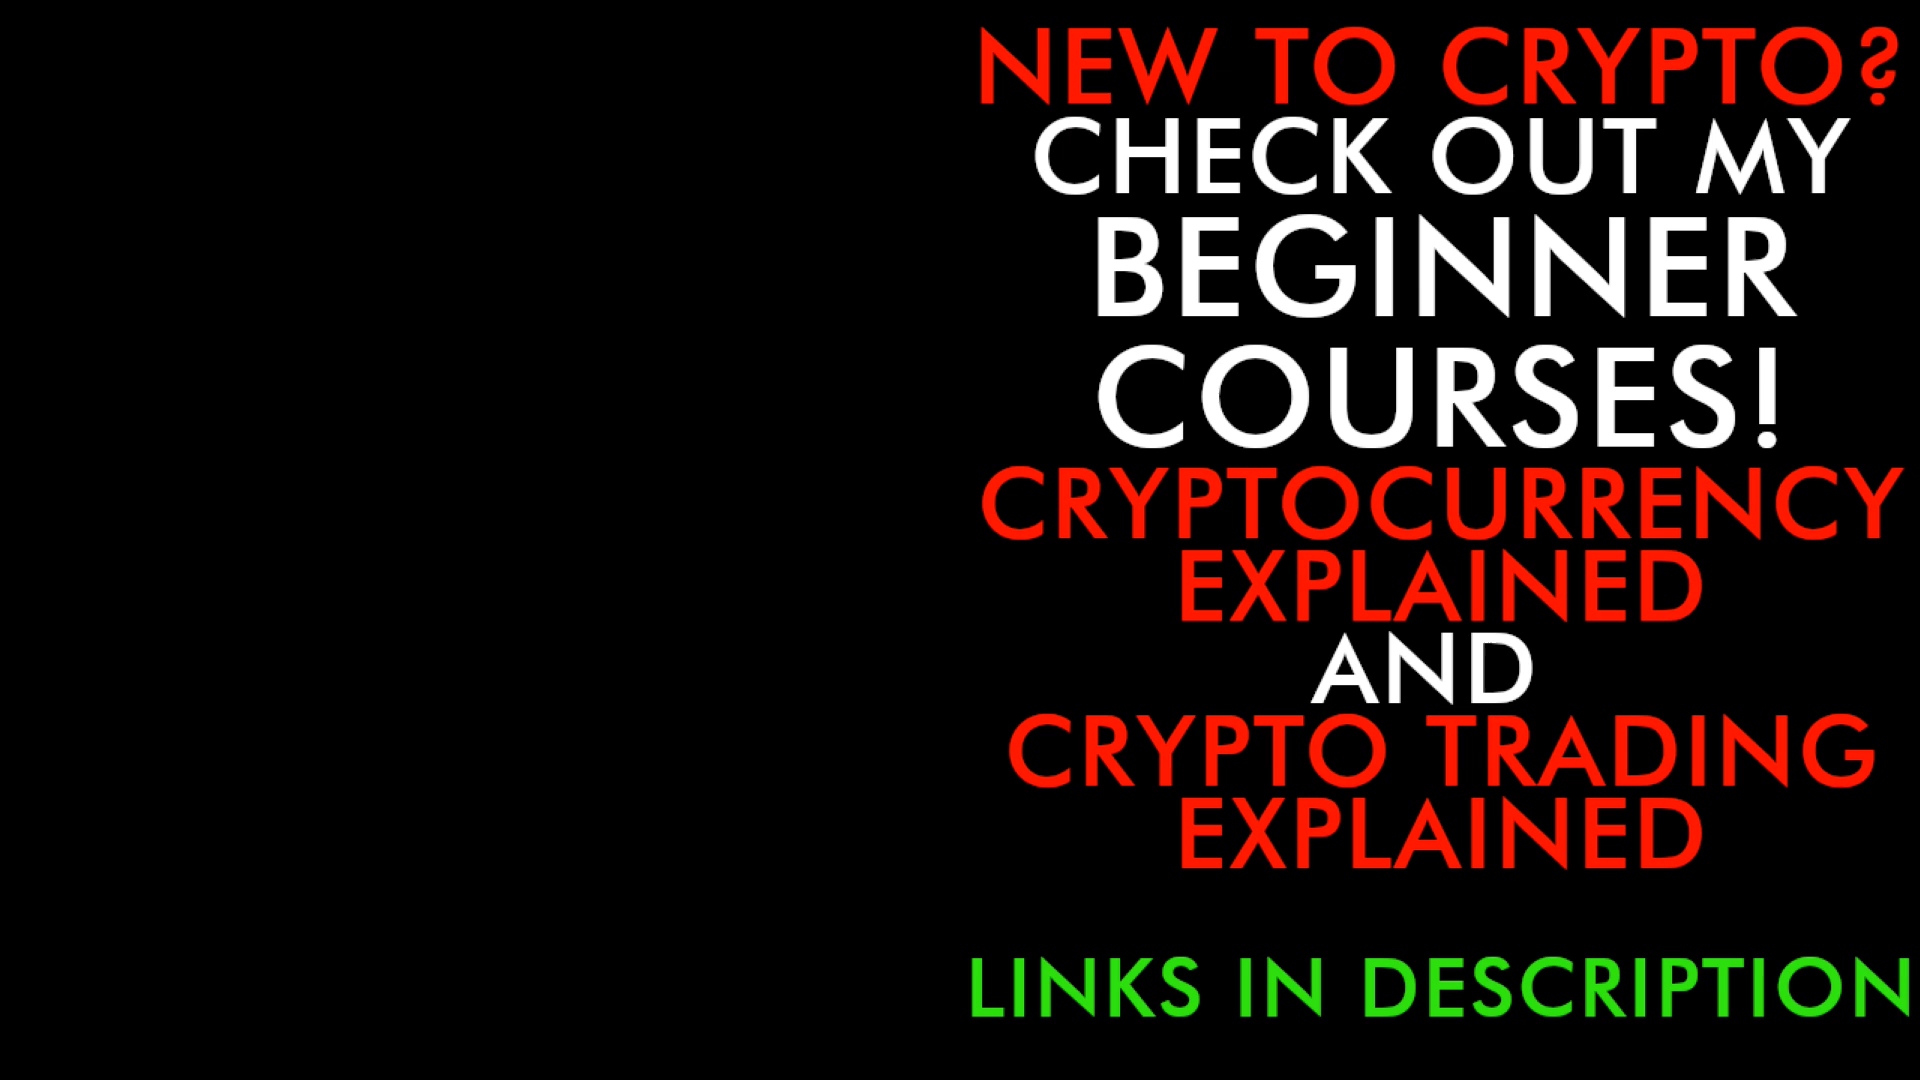 NEW TO CRYPTO?
CHECK OUT MY
BEGINNER
COURSES!
CRYPTOCURRENCY
EXPLAINED
AND
CRYPTO TRADING
EXPLAINED
LINKS IN DESCRIPTION